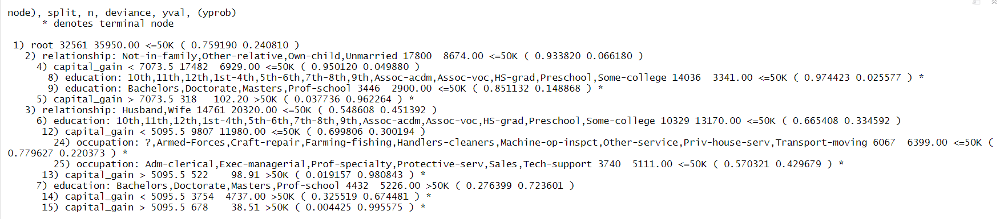 node), split, n, deviance, yval, (yprob)
      * denotes terminal node

 1) root 32561 35950.00 <=50K ( 0.759190 0.240810 )
   2) relationship: Not-in-family,Other-relative,Own-child,Unmarried 17800  8674.00 <=50K ( 0.933820 0.066180 )
     4) capital_gain < 7073.5 17482  6929.00 <=50K ( 0.950120 0.049880 )
       8) education: 10th,11th,12th,1st-4th,5th-6th,7th-8th,9th,Assoc-acdm,Assoc-voc,HS-grad,Preschool,Some-college 14036  3341.00 <=50K ( 0.974423 0.025577 ) *
       9) education: Bachelors,Doctorate,Masters,Prof-school 3446  2900.00 <=50K ( 0.851132 0.148868 ) *
     5) capital_gain > 7073.5 318   102.20 >50K ( 0.037736 0.962264 ) *
   3) relationship: Husband,Wife 14761 20320.00 <=50K ( 0.548608 0.451392 )
     6) education: 10th,11th,12th,1st-4th,5th-6th,7th-8th,9th,Assoc-acdm,Assoc-voc,HS-grad,Preschool,Some-college 10329 13170.00 <=50K ( 0.665408 0.334592 )
      12) capital_gain < 5095.5 9807 11980.00 <=50K ( 0.699806 0.300194 )
        24) occupation: ?,Armed-Forces,Craft-repair,Farming-fishing,Handlers-cleaners,Machine-op-inspct,Other-service,Priv-house-serv,Transport-moving 6067  6399.00 <=50K (
0.779627 0.220373 ) *
        25) occupation: Adm-clerical,Exec-managerial,Prof-specialty,Protective-serv,Sales,Tech-support 3740  5111.00 <=50K ( 0.570321 0.429679 ) *
      13) capital_gain > 5095.5 522    98.91 >50K ( 0.019157 0.980843 ) *
     7) education: Bachelors,Doctorate,Masters,Prof-school 4432  5226.00 >50K ( 0.276399 0.723601 )
      14) capital_gain < 5095.5 3754  4737.00 >50K ( 0.325519 0.674481 ) *
      15) capital_gain > 5095.5 678    38.51 >50K ( 0.004425 0.995575 ) *